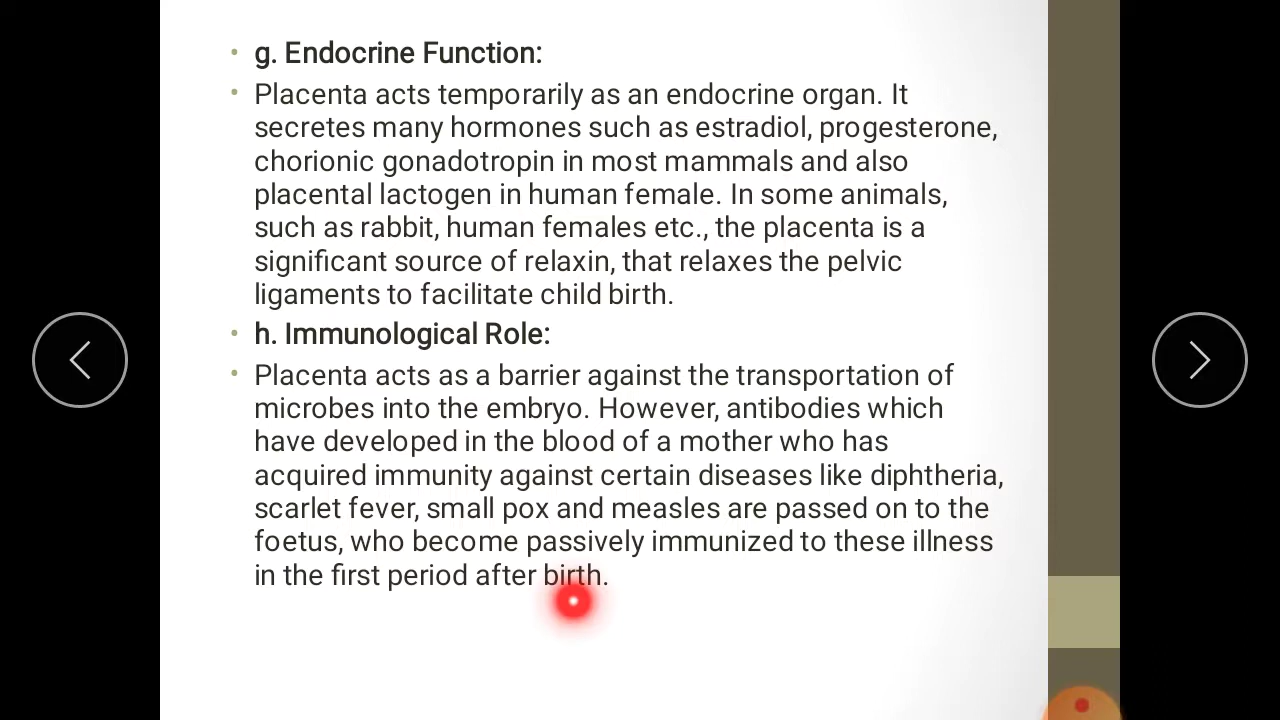 g. Endocrine Function:
Placenta acts temporarily as an endocrine organ. It
secretes many hormones such as estradiol, progesterone,
chorionic gonadotropin in most mammals and also
placental lactogen in human female. In some animals,
such as rabbit, human females etc., the placenta is a
significant source of relaxin, that relaxes the pelvic
ligaments to facilitate child birth.
h. Immunological Role:
Placenta acts as a barrier against the transportation of
microbes into the embryo. However, antibodies which
have developed in the blood of a mother who has
acquired immunity against certain diseases like diphtheria,
scarlet fever, small pox and measles are passed on to the
foetus, who become passively immunized to these illness
in the first period after birth.